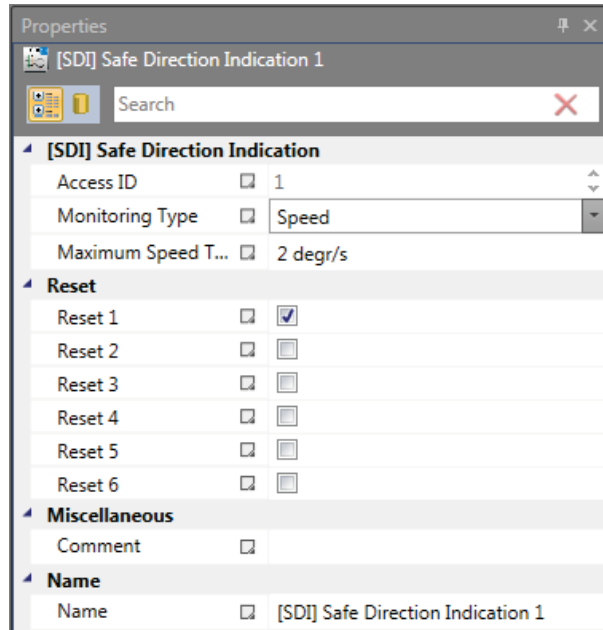 Properties
[SDI] Safe Direction Indication 1
Search
[SDI] Safe Direction Indication
Access ID 1
Monitoring Type Speed
Maximum Speed T... 2 degr/s
Reset
Reset 1
Reset 2
Reset 3
Reset 4
Reset 5
Reset 6
Miscellaneous
Comment
Name
Name [SDI] Safe Direction Indication 1